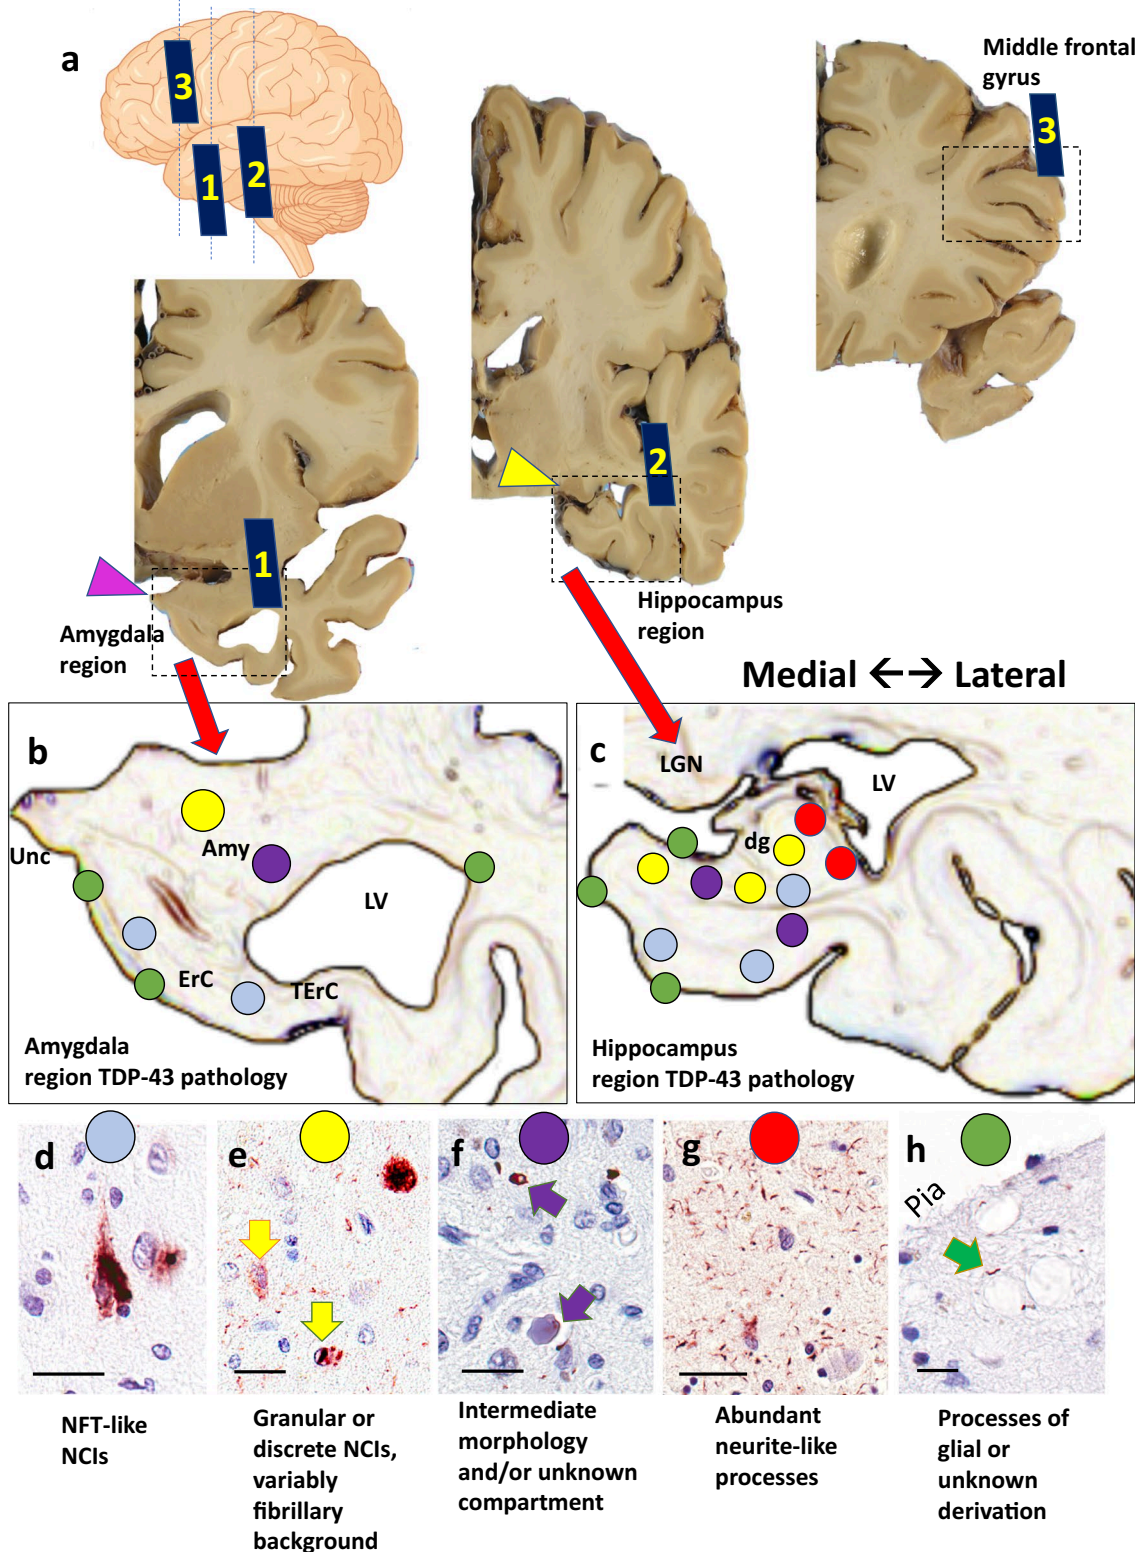 a
3
1
2
Middle frontal
gyrus
3
2
1
Amygdala
region
Hippocampus
region
Medial ←→ Lateral
b
Unc
Amy
LV
ErC
TErC
Amygdala
region TDP-43 pathology
c
LGN
LV
dg
Hippocampus
region TDP-43 pathology
d
e
f
g
h
Pia
NFT-like
NCIs
Granular or
discrete NCIs,
variably
fibrillary
background
Intermediate
morphology
and/or unknown
compartment
Abundant
neurite-like
processes
Processes of
glial or
unknown
derivation